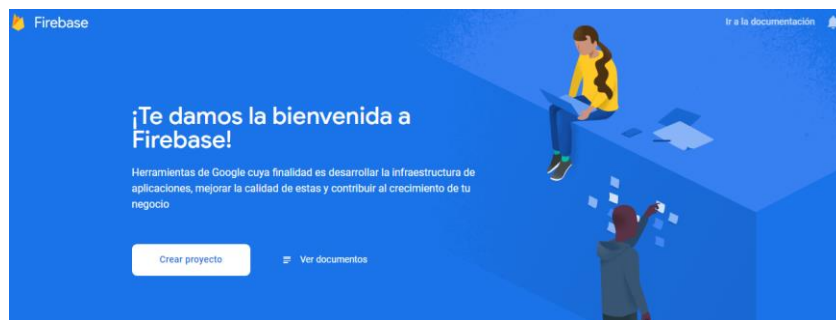 Firebase
Ir a la documentación
¡Te damos la bienvenida a
Firebase!
Herramientas de Google cuya finalidad es desarrollar la infraestructura de
aplicaciones, mejorar la calidad de estas y contribuir al crecimiento de tu
negocio
Crear proyecto
Ver documentos